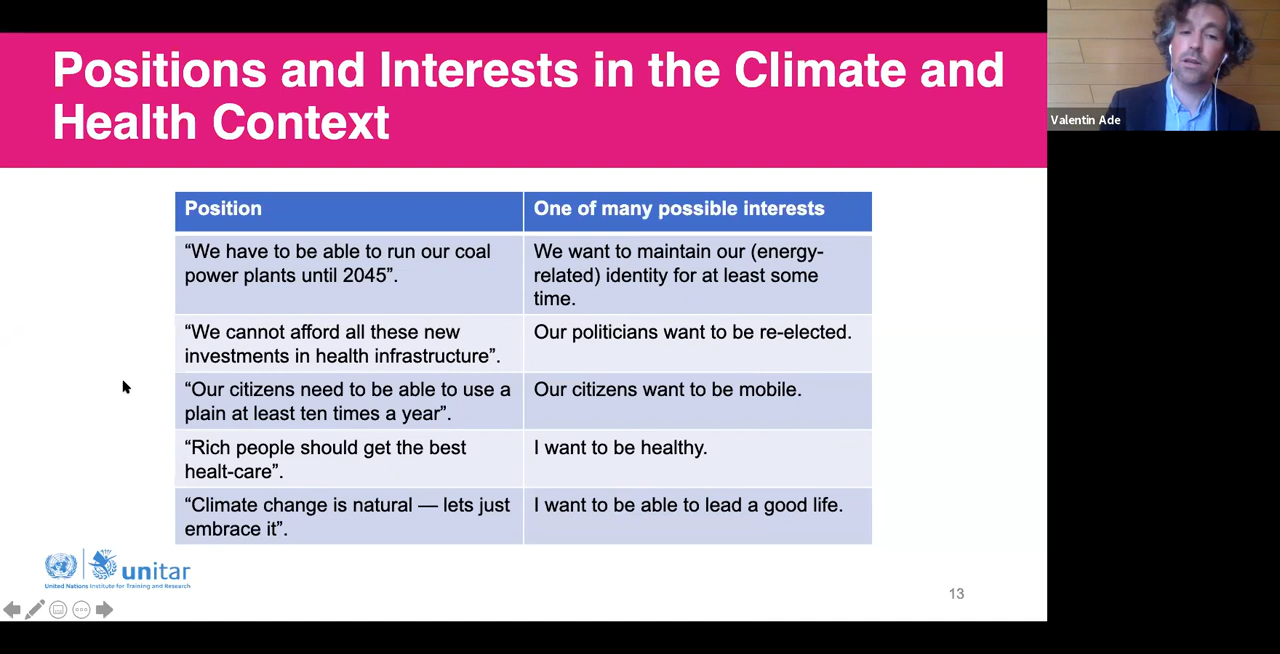 Positions and Interests in the Climate and
Health Context
Valentin Ade
Position
One of many possible interests
“We have to be able to run our coal
power plants until 2045”.
We want to maintain our (energy-
related) identity for at least some
time.
“We cannot afford all these new
investments in health infrastructure”.
Our politicians want to be re-elected.
“Our citizens need to be able to use a
plain at least ten times a year”.
Our citizens want to be mobile.
“Rich people should get the best
healt-care”.
I want to be healthy.
“Climate change is natural — lets just
embrace it”.
I want to be able to lead a good life.
unitar
United Nations Institute for Training and Research
13